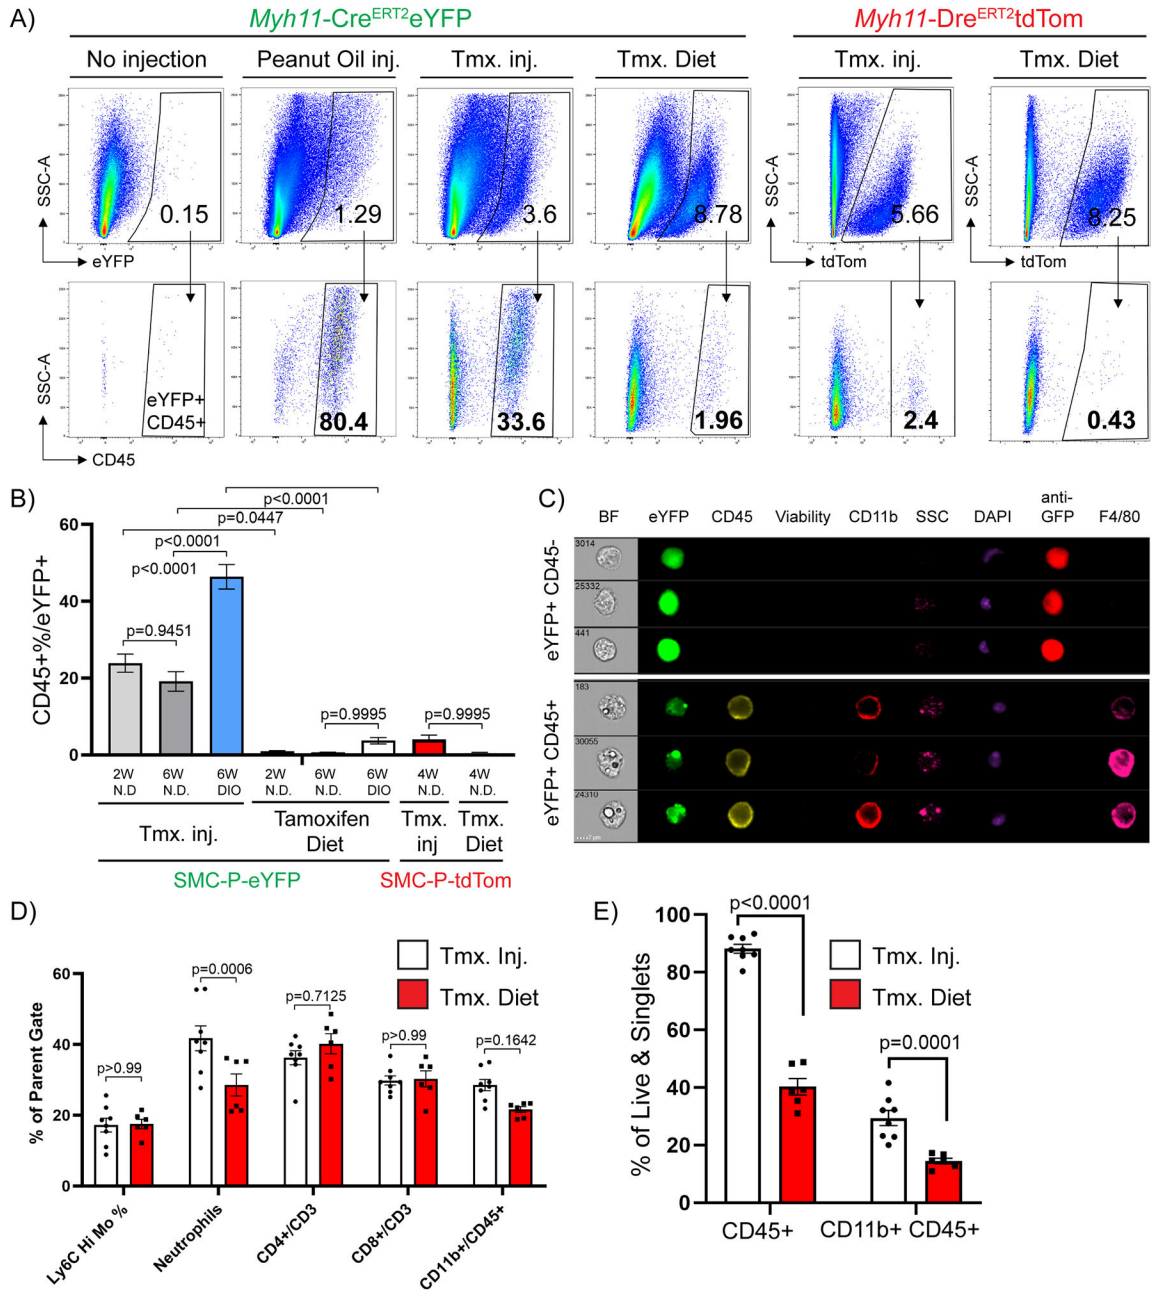 A)
Myh11-CreERT2eYFP
Myh11-DreERT2tdTom
No injection
Peanut Oil inj.
Tmx. inj.
Tmx. Diet
Tmx. inj.
Tmx. Diet
SSC-A
0.15
1.29
3.6
8.78
SSC-A
5.66
SSC-A
8.25
eYFP
tdTom
tdTom
SSC-A
eYFP+
CD45+
80.4
33.6
1.96
2.4
0.43
CD45
B)
p<0.0001
p<0.0001
p=0.0447
p<0.0001
p<0.0001
p=0.9451
p=0.9995
p=0.9995
CD45+%/eYFP+
60
40
20
0
2W
N.D
6W
N.D.
6W
DIO
2W
N.D.
6W
N.D.
6W
DIO
4W
N.D.
4W
N.D.
Tmx. inj.
Tamoxifen
Diet
Tmx.
inj
Tmx.
Diet
SMC-P-eYFP
SMC-P-tdTom
C)
BF
eYFP
CD45
Viability
CD11b
SSC
DAPI
anti-
GFP
F4/80
eYFP+ CD45-
3014
25332
441
eYFP+ CD45+
183
30055
24310
7 µm
D)
Tmx. Inj.
Tmx. Diet
% of Parent Gate
60
40
20
0
p>0.99
p=0.0006
p=0.7125
p>0.99
p=0.1642
Ly6C Hi Mo %
Neutrophils
CD4+/CD3
CD8+/CD3
CD11b+/CD45+
E)
p<0.0001
p=0.0001
Tmx. Inj.
Tmx. Diet
% of Live & Singlets
100
80
60
40
20
0
CD45+
CD11b+ CD45+